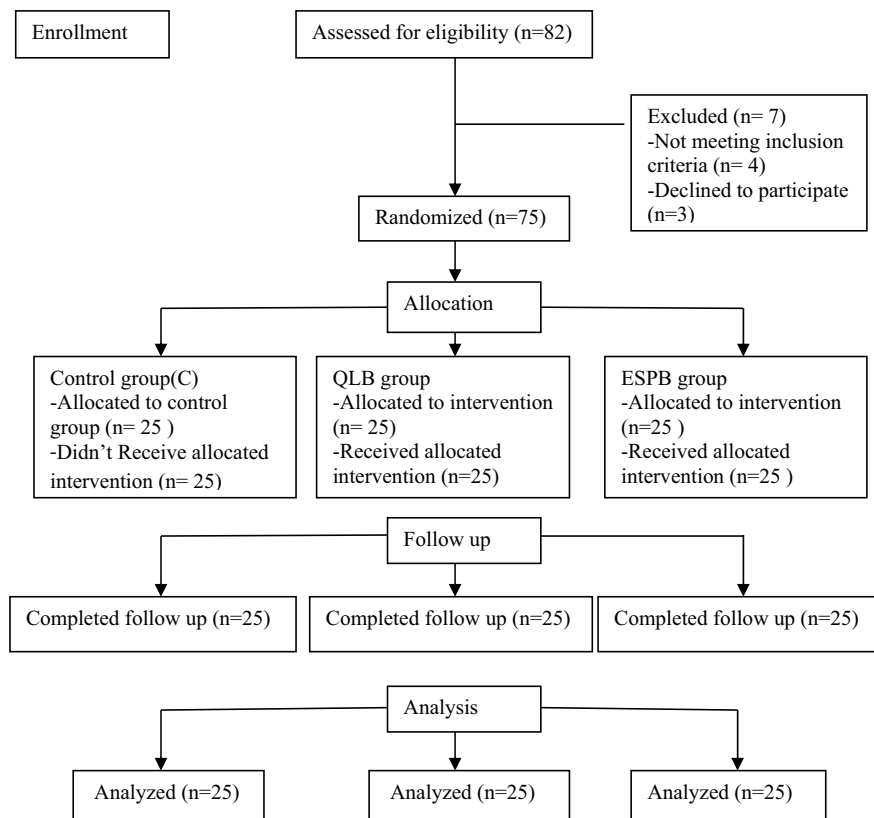 Enrollment
Assessed for eligibility (n=82)
Excluded (n= 7)
-Not meeting inclusion
criteria (n= 4)
-Declined to participate
(n=3)
Randomized (n=75)
Allocation
Control group(C)
-Allocated to control
group (n= 25 )
-Didn’t Receive allocated
intervention (n= 25)
QLB group
-Allocated to intervention
(n= 25)
-Received allocated
intervention (n=25)
ESPB group
-Allocated to intervention
(n=25 )
-Received allocated
intervention (n=25 )
Follow up
Completed follow up (n=25)
Completed follow up (n=25)
Completed follow up (n=25)
Analysis
Analyzed (n=25)
Analyzed (n=25)
Analyzed (n=25)